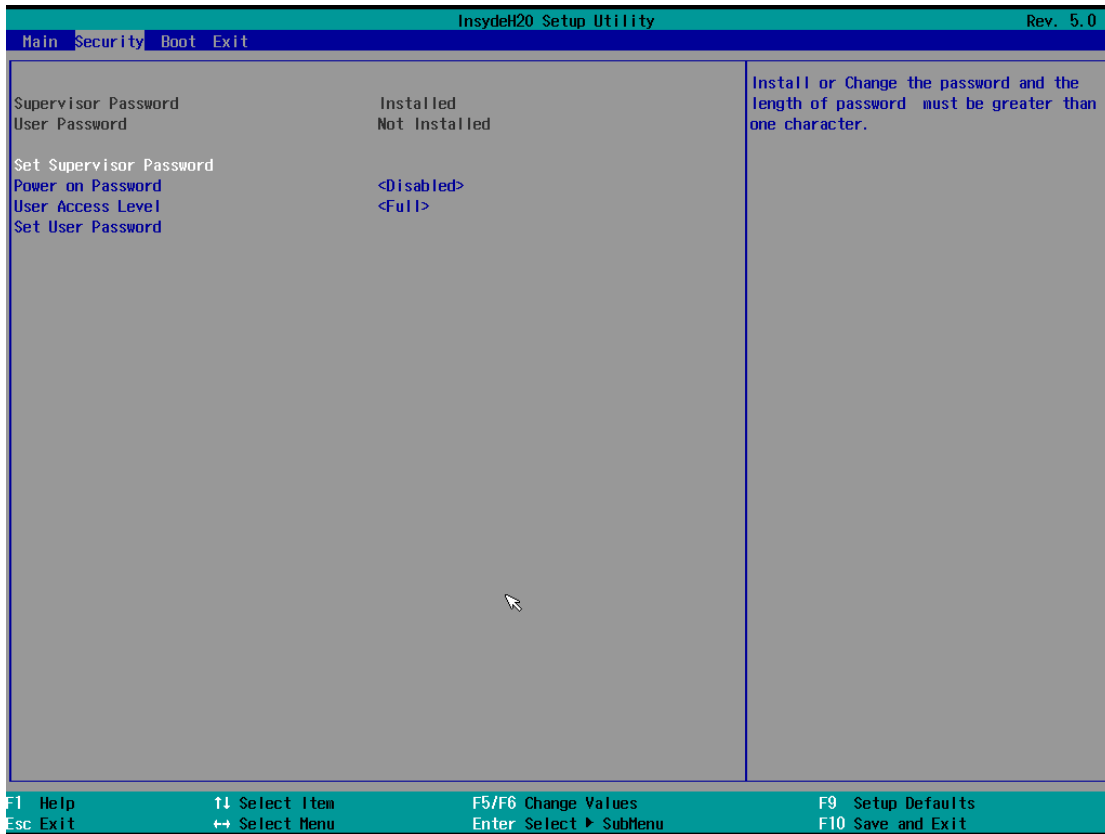 InsydeH20 Setup Utility Rev. 5.0
Main Security Boot Exit
Supervisor Password Installed
User Password Not Installed
Set Supervisor Password
Power on Password <Disabled>
User Access Level <Full>
Set User Password
Install or Change the password and the
length of password must be greater than
one character.
F1 Help ↑↓ Select Item F5/F6 Change Values F9 Setup Defaults
Esc Exit ↔ Select Menu Enter Select ▶ SubMenu F10 Save and Exit